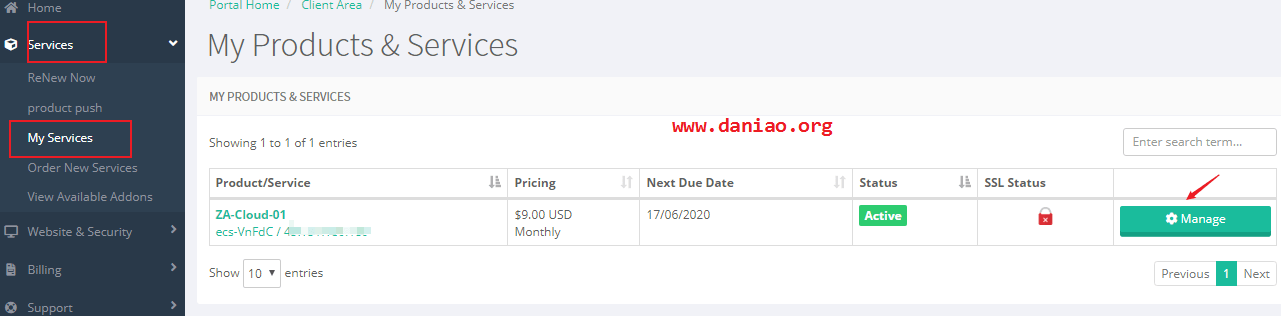 Home
Portal Home / Client Area / My Products & Services
Services
My Products & Services
ReNew Now
product push
MY PRODUCTS & SERVICES
www.daniao.org
My Services
Showing 1 to 1 of 1 entries
Enter search term...
Order New Services
View Available Addons
Product/Service Pricing Next Due Date Status SSL Status
ZA-Cloud-01 $9.00 USD 17/06/2020 Active Manage
ecs-VnFdC / Monthly
Website & Security
Billing
Show 10 entries
Previous 1 Next
Support